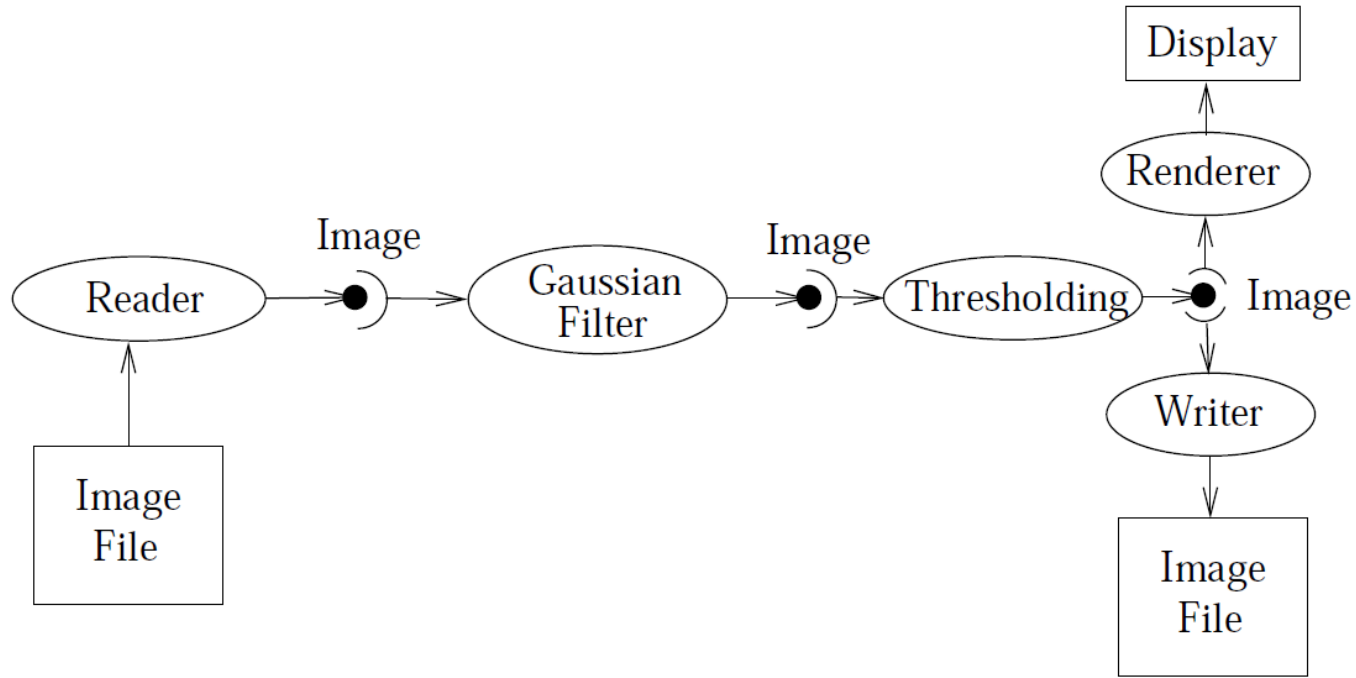 Display
Renderer
Image
Image
Reader
Gaussian
Filter
Thresholding
Image
Writer
Image
File
Image
File